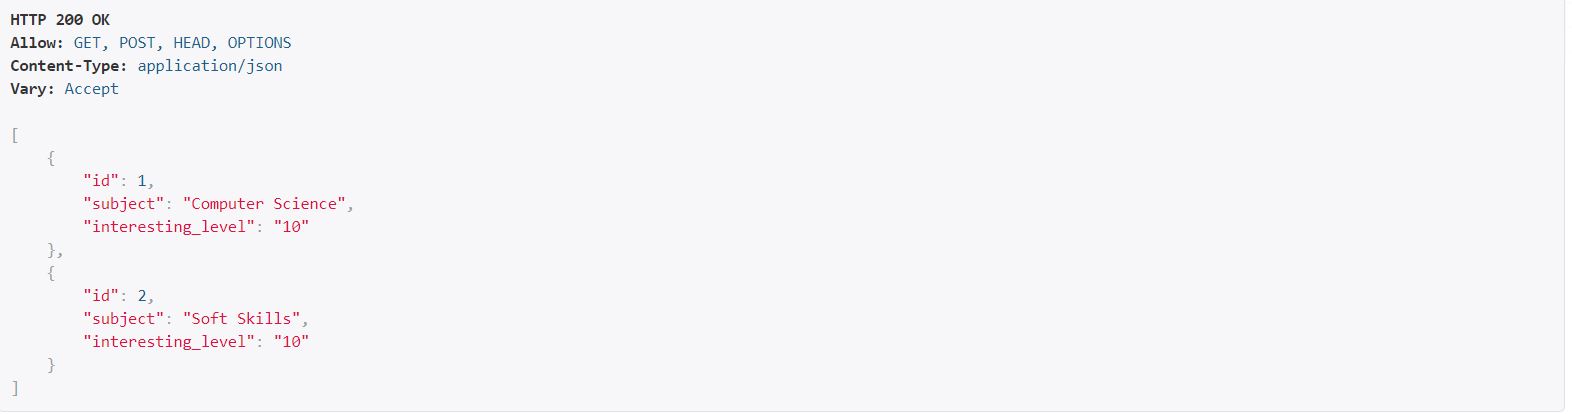 HTTP 200 OK
Allow: GET, POST, HEAD, OPTIONS
Content-Type: application/json
Vary: Accept

[
    {
        "id": 1,
        "subject": "Computer Science",
        "interesting_level": "10"
    },
    {
        "id": 2,
        "subject": "Soft Skills",
        "interesting_level": "10"
    }
]